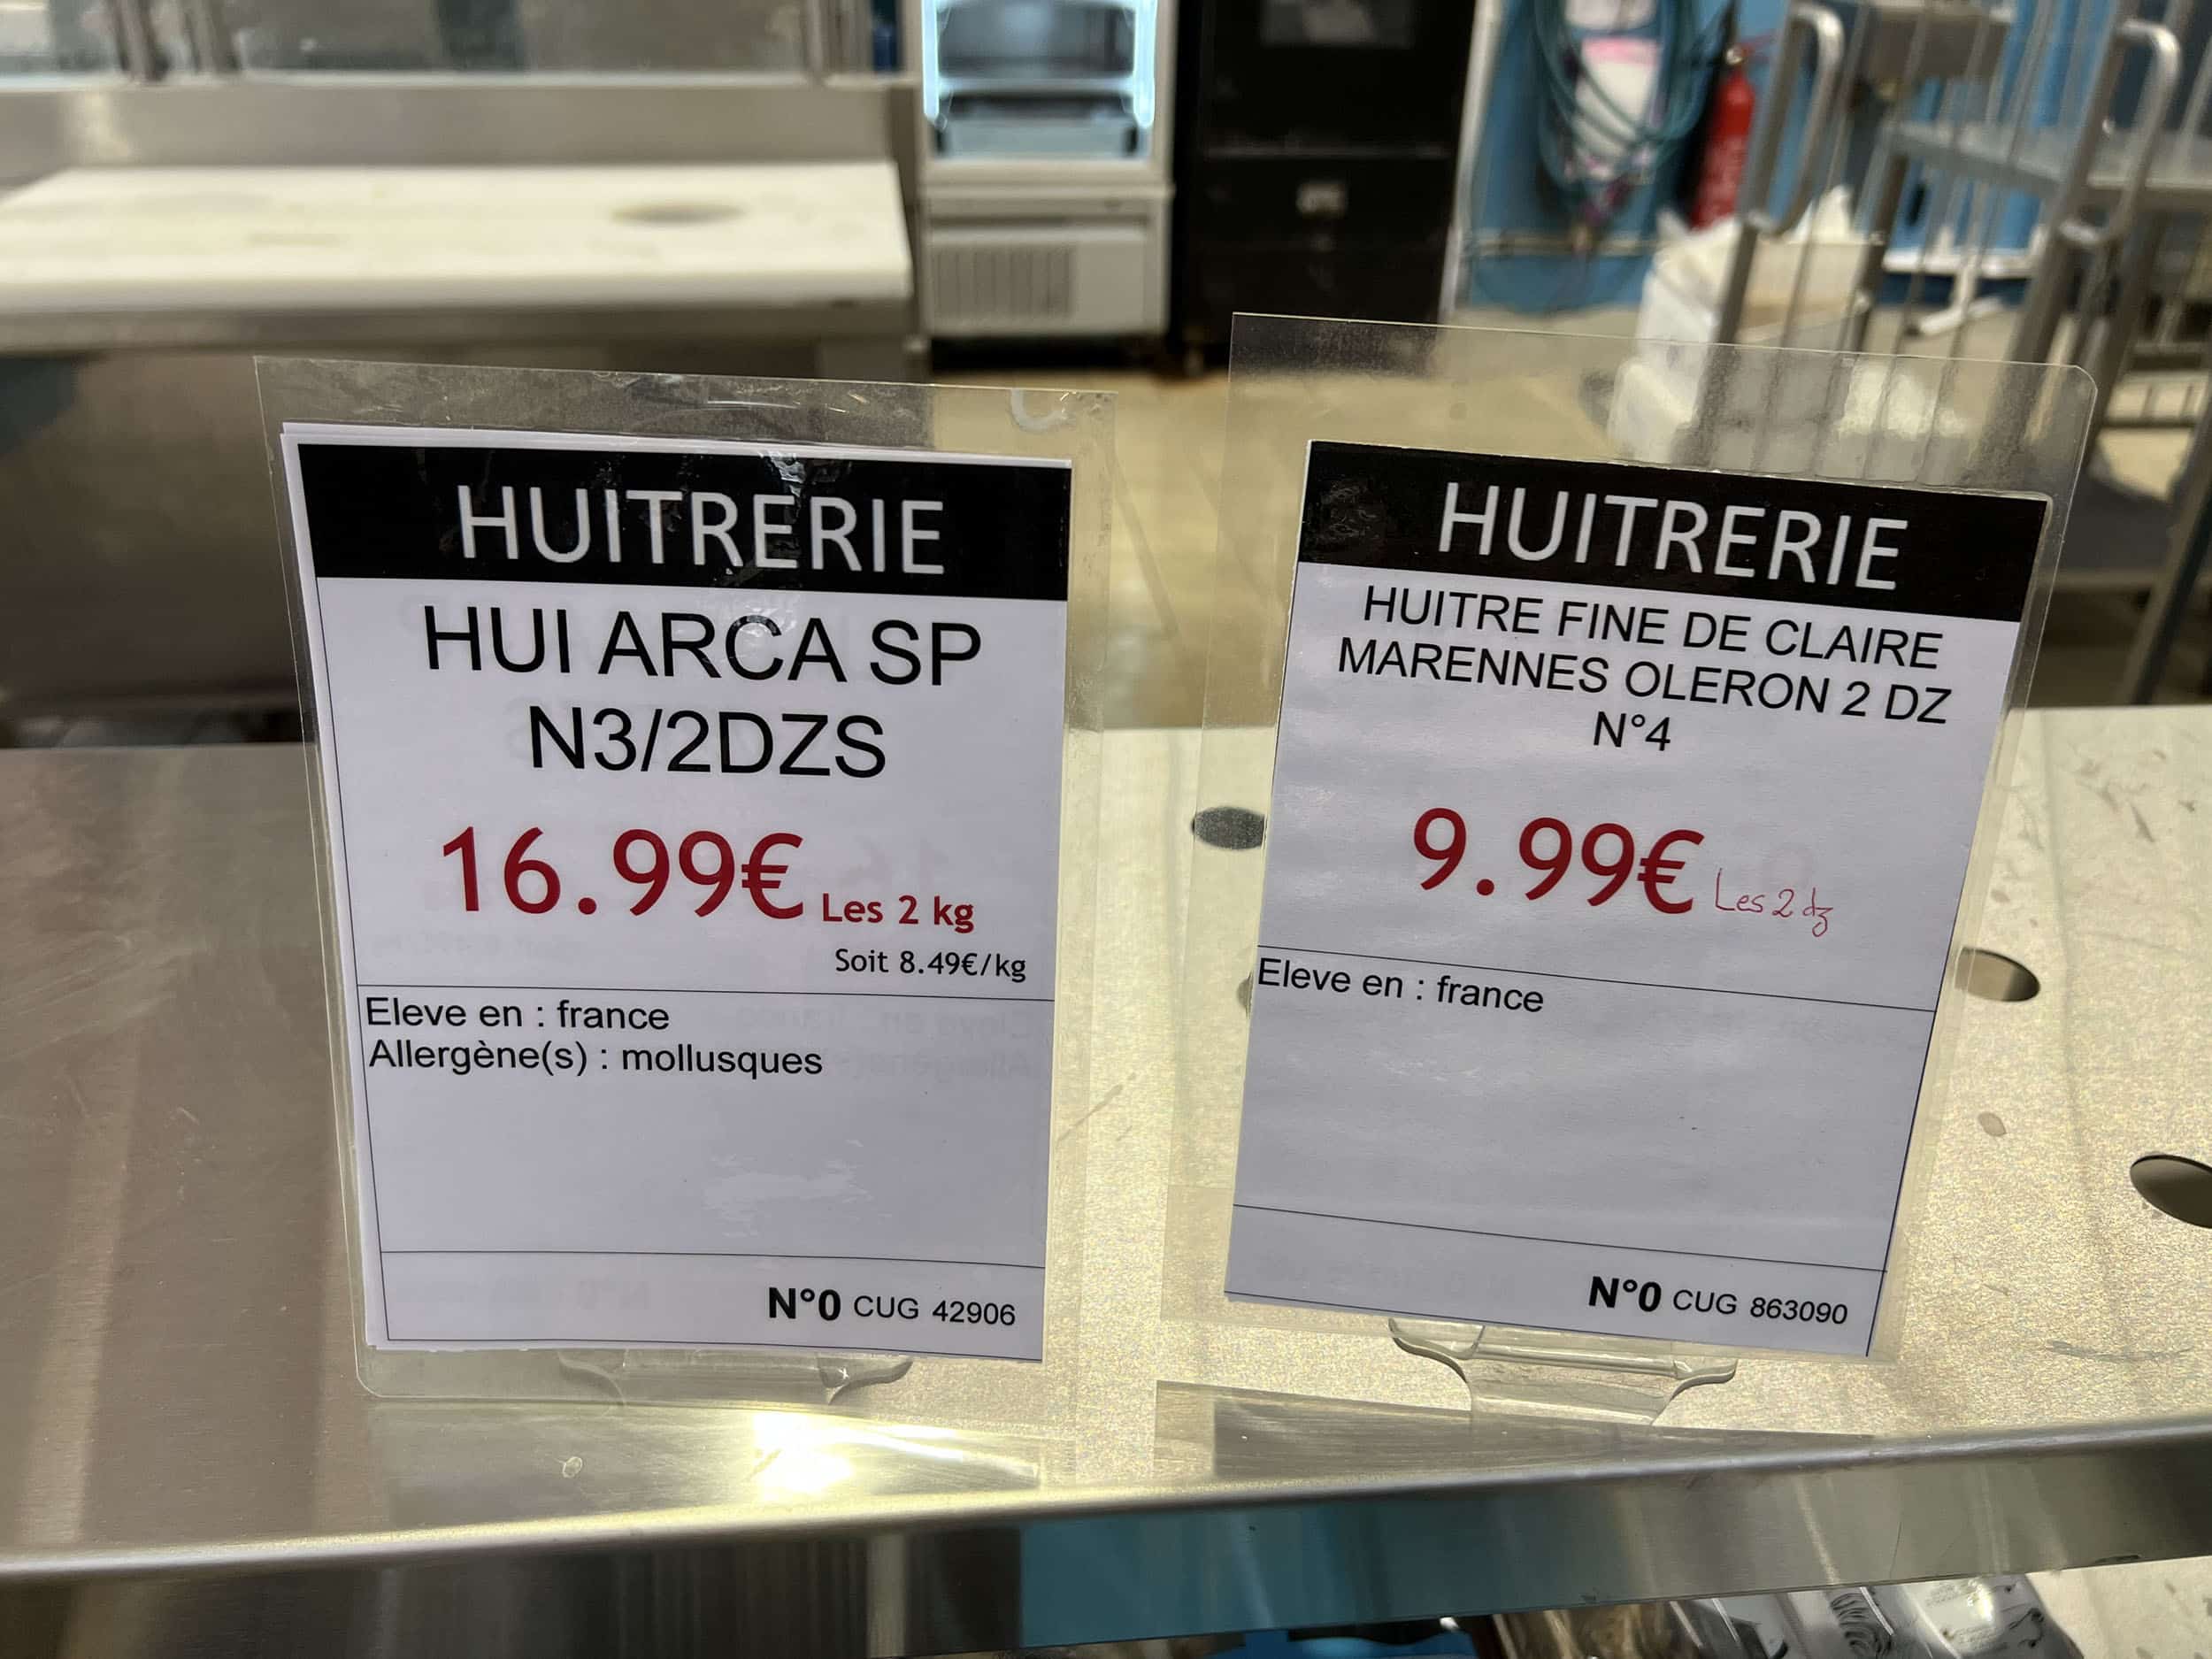 HUITRERIE
HUI ARCA SP
N3/2DZS
16.99€ Les 2 kg
Soit 8.49€/kg
Eleve en : france
Allergène(s) : mollusques
N°0 CUG 42906
HUITRERIE
HUITRE FINE DE CLAIRE
MARENNES OLERON 2 DZ
N°4
9.99€ Les 2 dz
Eleve en : france
N°0 CUG 863090